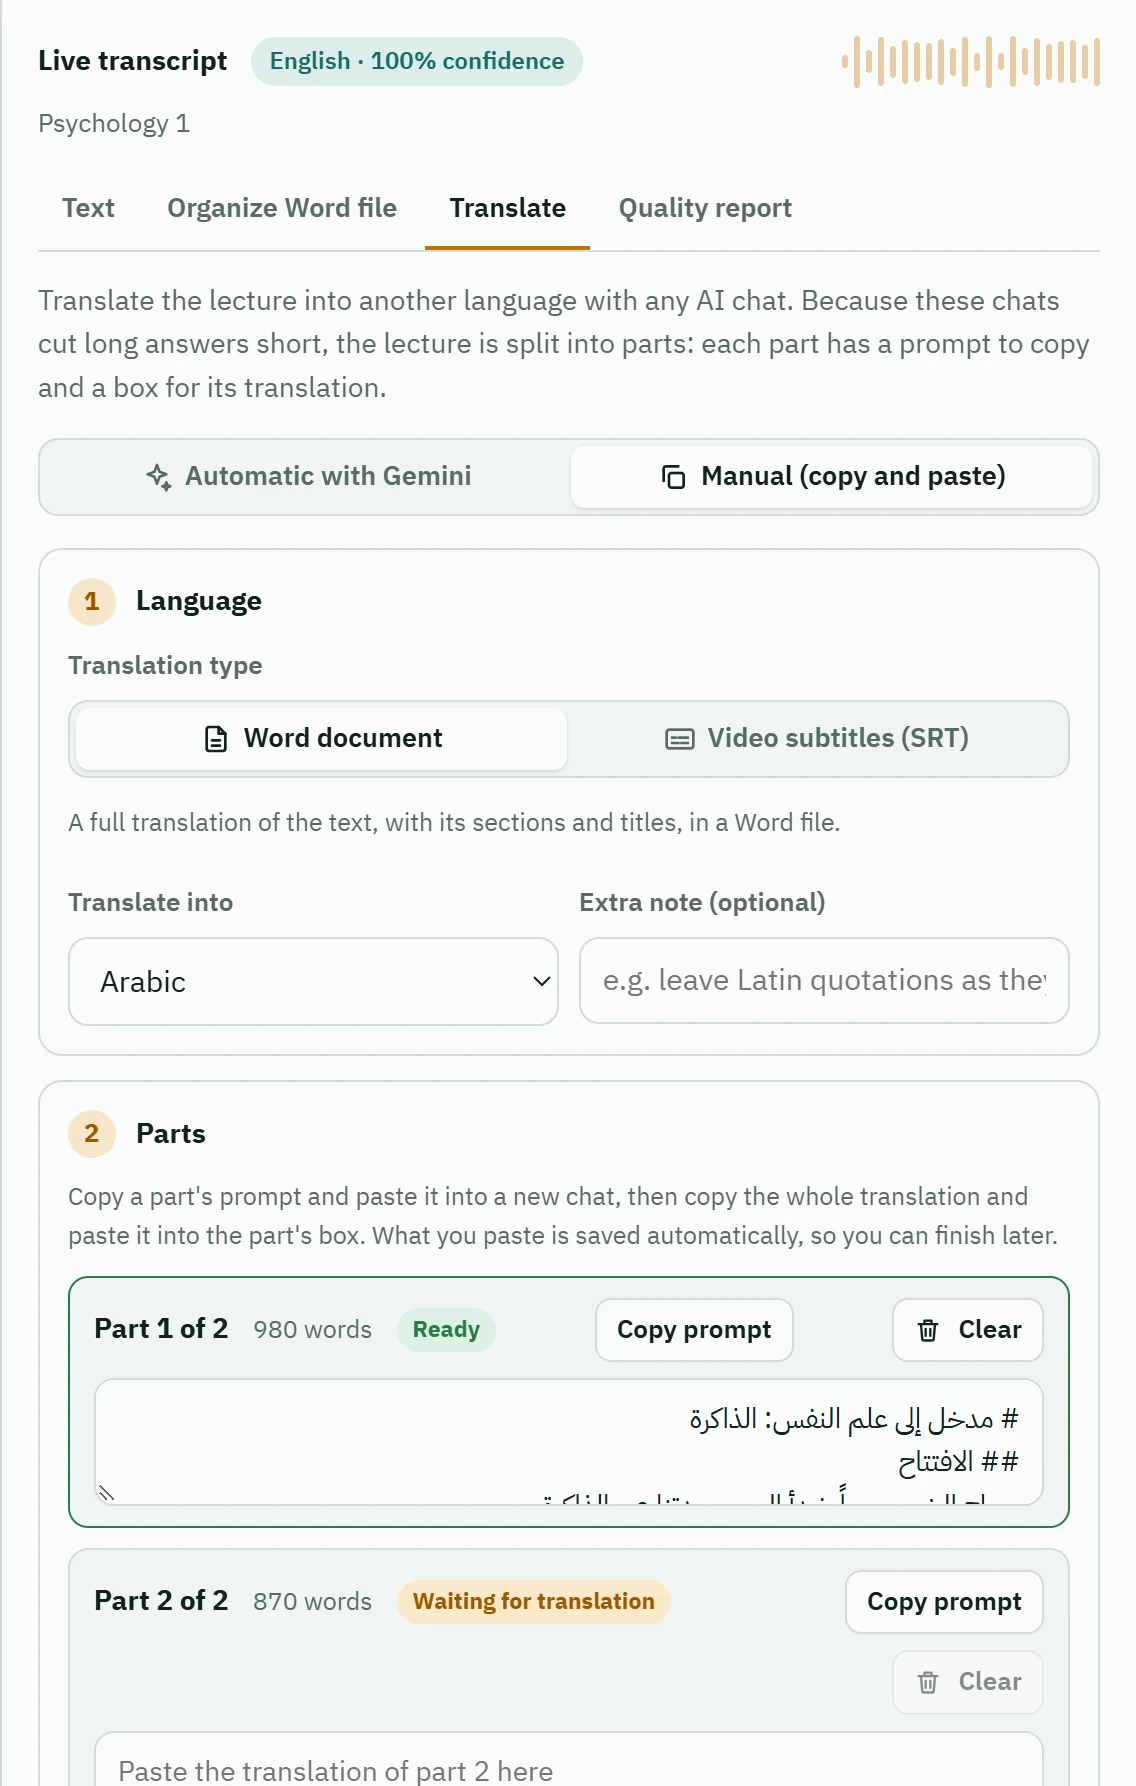 Live transcript
English · 100% confidence
Psychology 1
Text
Organize Word file
Translate
Quality report
Translate the lecture into another language with any AI chat. Because these chats
cut long answers short, the lecture is split into parts: each part has a prompt to copy
and a box for its translation.
Automatic with Gemini
Manual (copy and paste)
1 Language
Translation type
Word document
Video subtitles (SRT)
A full translation of the text, with its sections and titles, in a Word file.
Translate into
Extra note (optional)
Arabic
e.g. leave Latin quotations as they
2 Parts
Copy a part's prompt and paste it into a new chat, then copy the whole translation and
paste it into the part's box. What you paste is saved automatically, so you can finish later.
Part 1 of 2 980 words Ready Copy prompt Clear
# مدخل إلى علم النفس: الذاكرة
## الافتتاح
Part 2 of 2 870 words Waiting for translation Copy prompt
Clear
Paste the translation of part 2 here